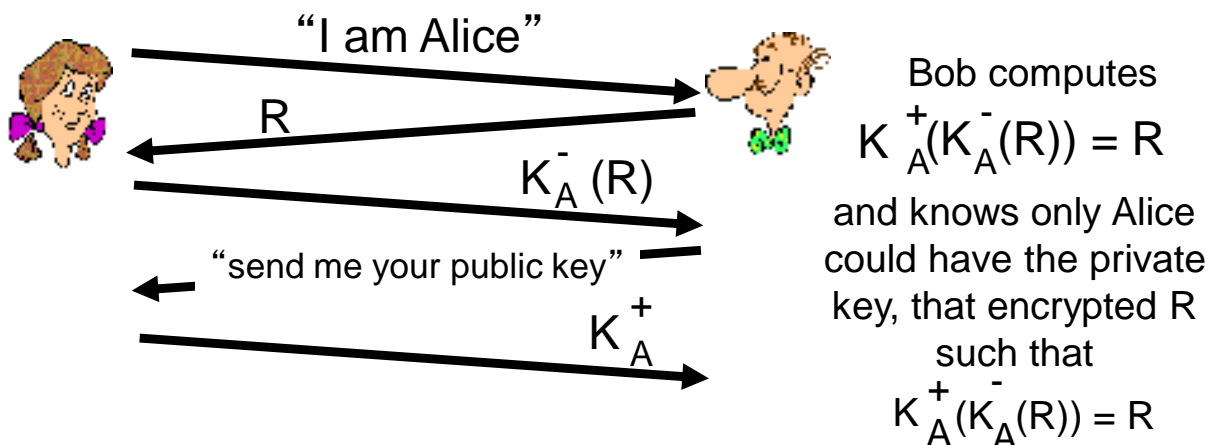 “I am Alice”
R
K_A^- (R)
“send me your public key”
K_A^+
Bob computes
K_A^+(K_A^-(R)) = R
and knows only Alice
could have the private
key, that encrypted R
such that
K_A^+(K_A^-(R)) = R